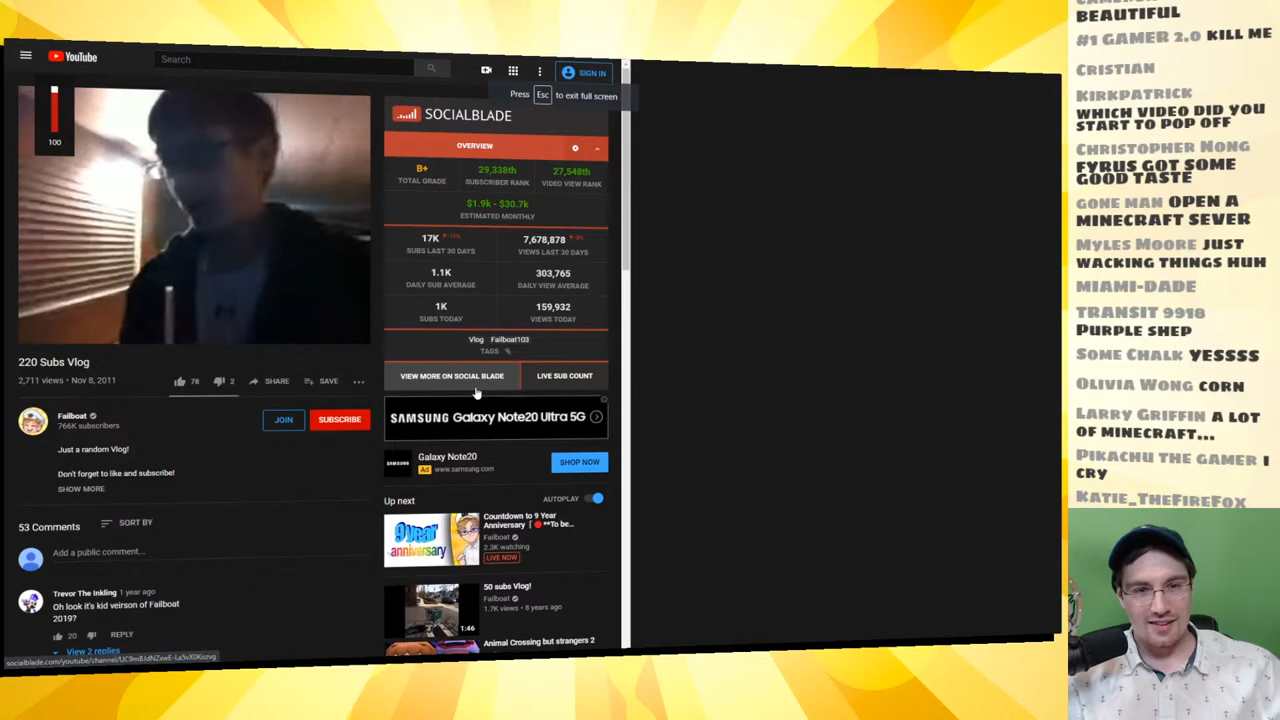 YouTube
Search
SIGN IN
Press Esc to exit full screen
100
SOCIALBLADE
OVERVIEW
B+
29,338th
27,548th
TOTAL GRADE
SUBSCRIBER RANK
VIDEO VIEW RANK
$1.9k - $30.7k
ESTIMATED MONTHLY
17K
7,678,878
SUBS LAST 30 DAYS
VIEWS LAST 30 DAYS
1.1K
303,765
DAILY SUB AVERAGE
DAILY VIEW AVERAGE
1K
159,932
SUBS TODAY
VIEWS TODAY
Vlog Failboat103
TAGS
VIEW MORE ON SOCIAL BLADE
LIVE SUB COUNT
SAMSUNG Galaxy Note20 Ultra 5G
Galaxy Note20
Ad www.samsung.com
SHOP NOW
Up next
AUTOPLAY
9 year
anniversary
Countdown to 9 Year
Anniversary [ 🔴 **To be...
Failboat
2.3K watching
LIVE NOW
50 subs Vlog!
Failboat
1.7K views • 8 years ago
1:46
Animal Crossing but strangers 2
220 Subs Vlog
2,711 views • Nov 8, 2011
78
2
SHARE
SAVE
Failboat
766K subscribers
JOIN
SUBSCRIBE
Just a random Vlog!
Don't forget to like and subscribe!
SHOW MORE
53 Comments
SORT BY
Add a public comment...
Trevor The Inkling 1 year ago
Oh look it's kid veirson of Failboat
2019?
20
REPLY
View 2 replies
BEAUTIFUL
#1 GAMER 2.0 KILL ME
CRISTIAN
KIRKPATRICK
WHICH VIDEO DID YOU
START TO POP OFF
CHRISTOPHER NONG
FYRUS GOT SOME
GOOD TASTE
GONE MAN OPEN A
MINECRAFT SEVER
MYLES MOORE JUST
WACKING THINGS HUH
MIAMI-DADE
TRANSIT 9918
PURPLE SHEP
SOME CHALK YESSSS
OLIVIA WONG CORN
LARRY GRIFFIN A LOT
OF MINECRAFT...
PIKACHU THE GAMER I
CRY
KATIE_THEFIREFOX